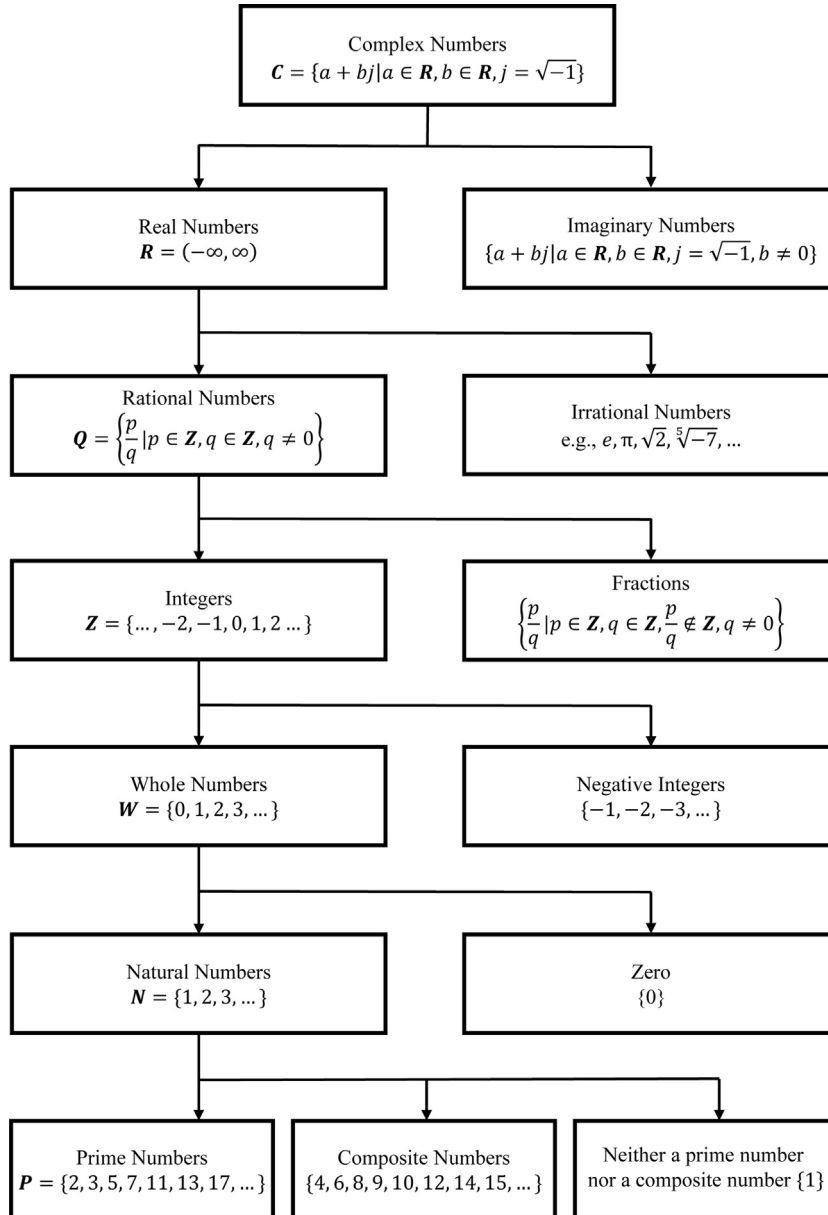 Complex Numbers
C = {a + bj|a ∈ R, b ∈ R, j = √−1}
Real Numbers
R = (−∞, ∞)
Imaginary Numbers
{a + bj|a ∈ R, b ∈ R, j = √−1, b ≠ 0}
Rational Numbers
Q = {p/q |p ∈ Z, q ∈ Z, q ≠ 0}
Irrational Numbers
e.g., e, π, √2, ⁵√−7, …
Integers
Z = {…, −2, −1, 0, 1, 2 … }
Fractions
{p/q |p ∈ Z, q ∈ Z, p/q ∉ Z, q ≠ 0}
Whole Numbers
W = {0, 1, 2, 3, … }
Negative Integers
{−1, −2, −3, … }
Natural Numbers
N = {1, 2, 3, … }
Zero
{0}
Prime Numbers
P = {2, 3, 5, 7, 11, 13, 17, … }
Composite Numbers
{4, 6, 8, 9, 10, 12, 14, 15, … }
Neither a prime number
nor a composite number {1}